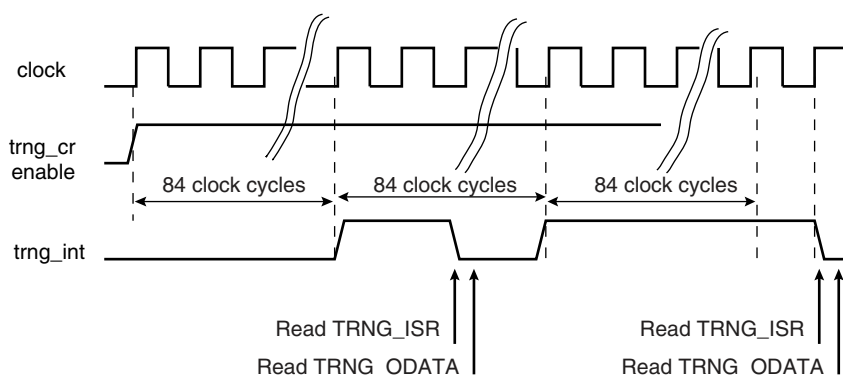 clock
trng_cr
enable
84 clock cycles
84 clock cycles
84 clock cycles
trng_int
Read TRNG_ISR
Read TRNG_ISR
Read TRNG_ODATA
Read TRNG_ODATA